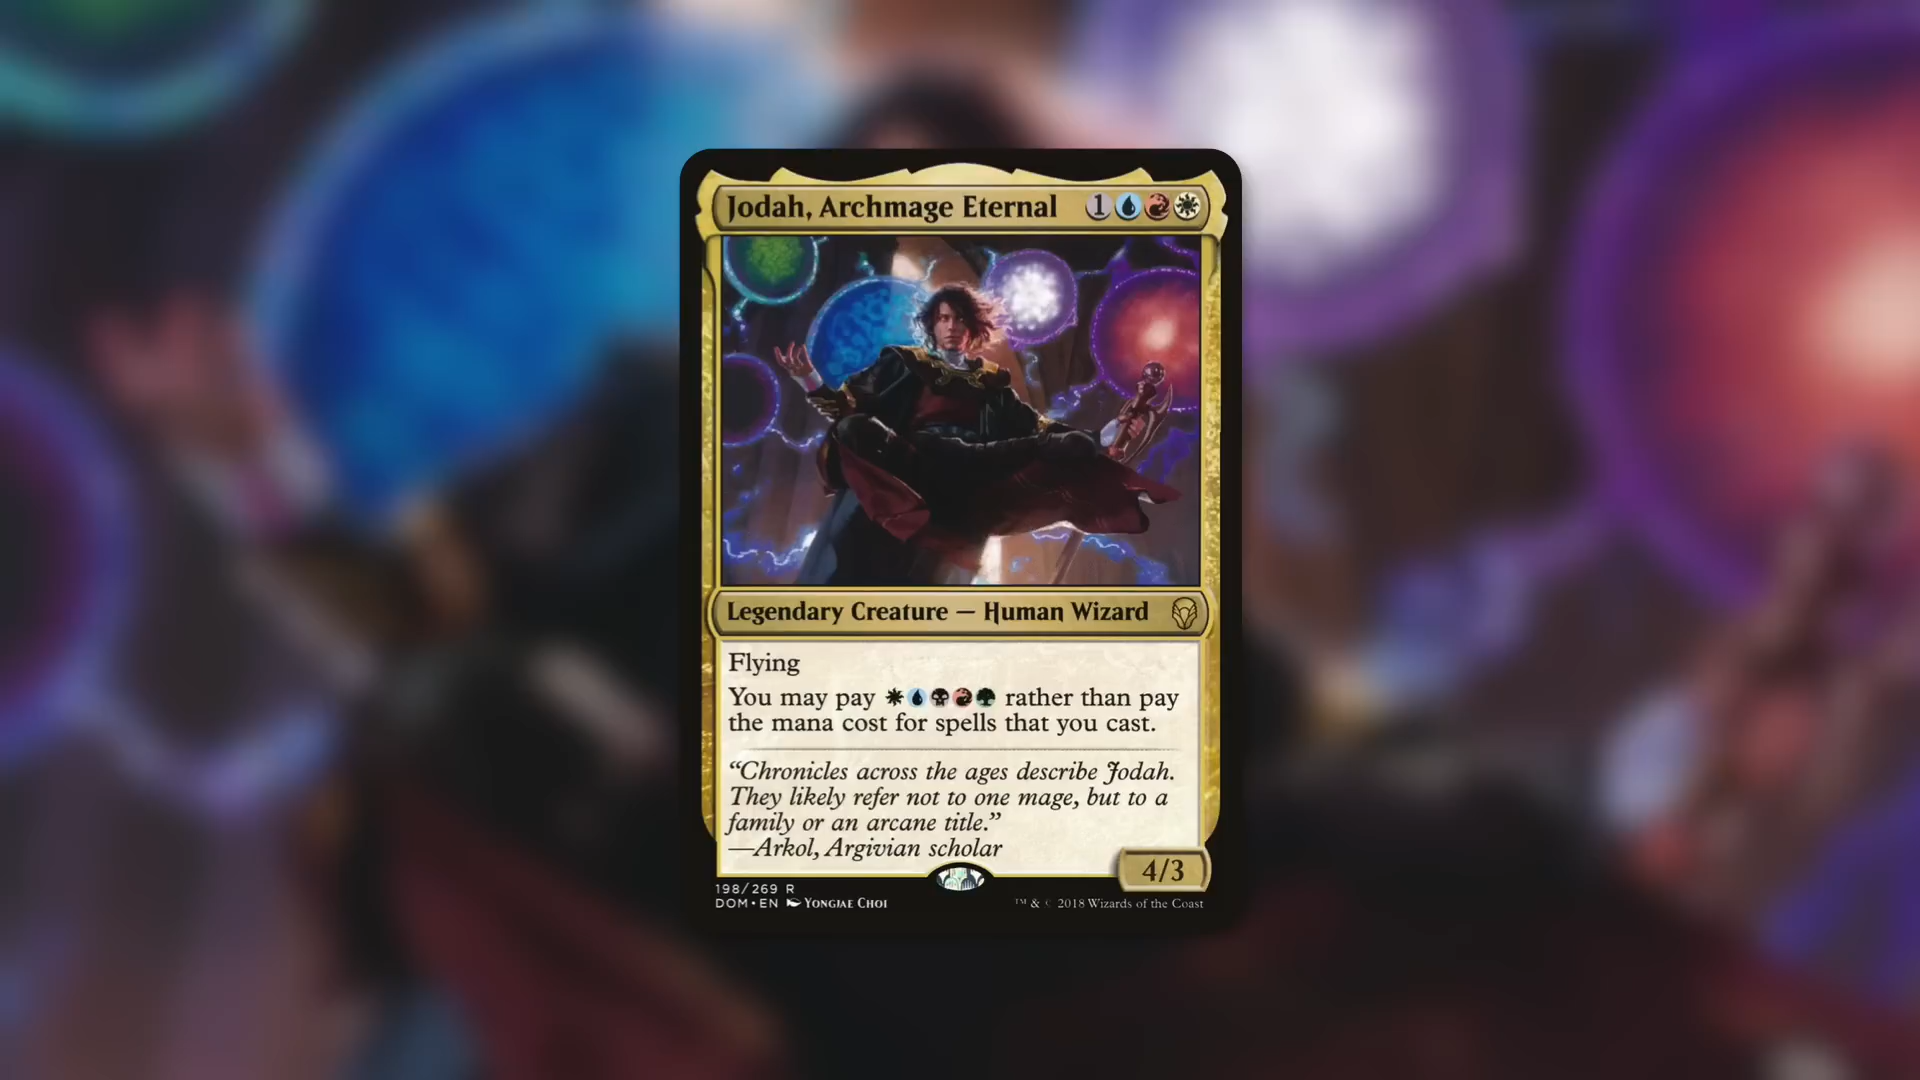 Jodah, Archmage Eternal 1
Legendary Creature — Human Wizard
Flying
You may pay rather than pay
the mana cost for spells that you cast.
“Chronicles across the ages describe Jodah.
They likely refer not to one mage, but to a
family or an arcane title.”
—Arkol, Argivian scholar
4/3
198/269 R
DOM • EN Yongjae Choi
™ & © 2018 Wizards of the Coast